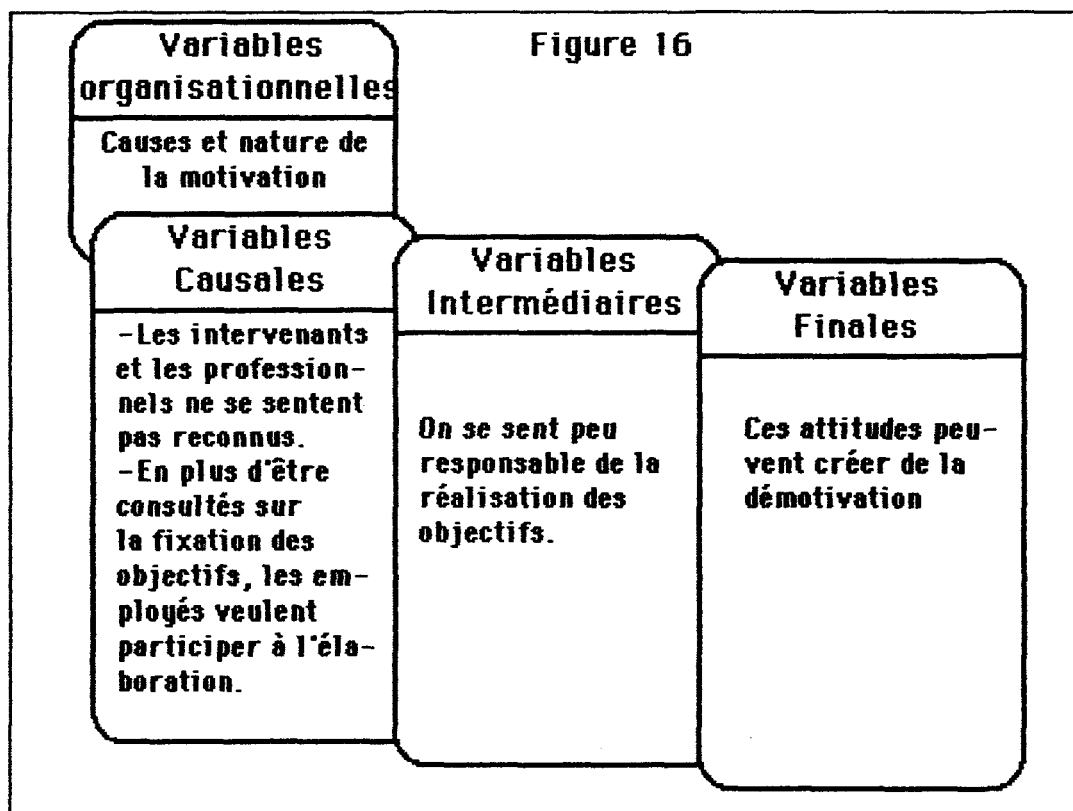 Figure 16
Variables
organisationnelles
Causes et nature de
la motivation
Variables
Causales
-Les intervenants
et les profession-
nels ne se sentent
pas reconnus.
-En plus d'être
consultés sur
la fixation des
objectifs, les em-
ployés veulent
participer à l'éla-
boration.
Variables
Intermédiaires
On se sent peu
responsable de la
réalisation des
objectifs.
Variables
Finales
Ces attitudes peu-
vent créer de la
démotivation